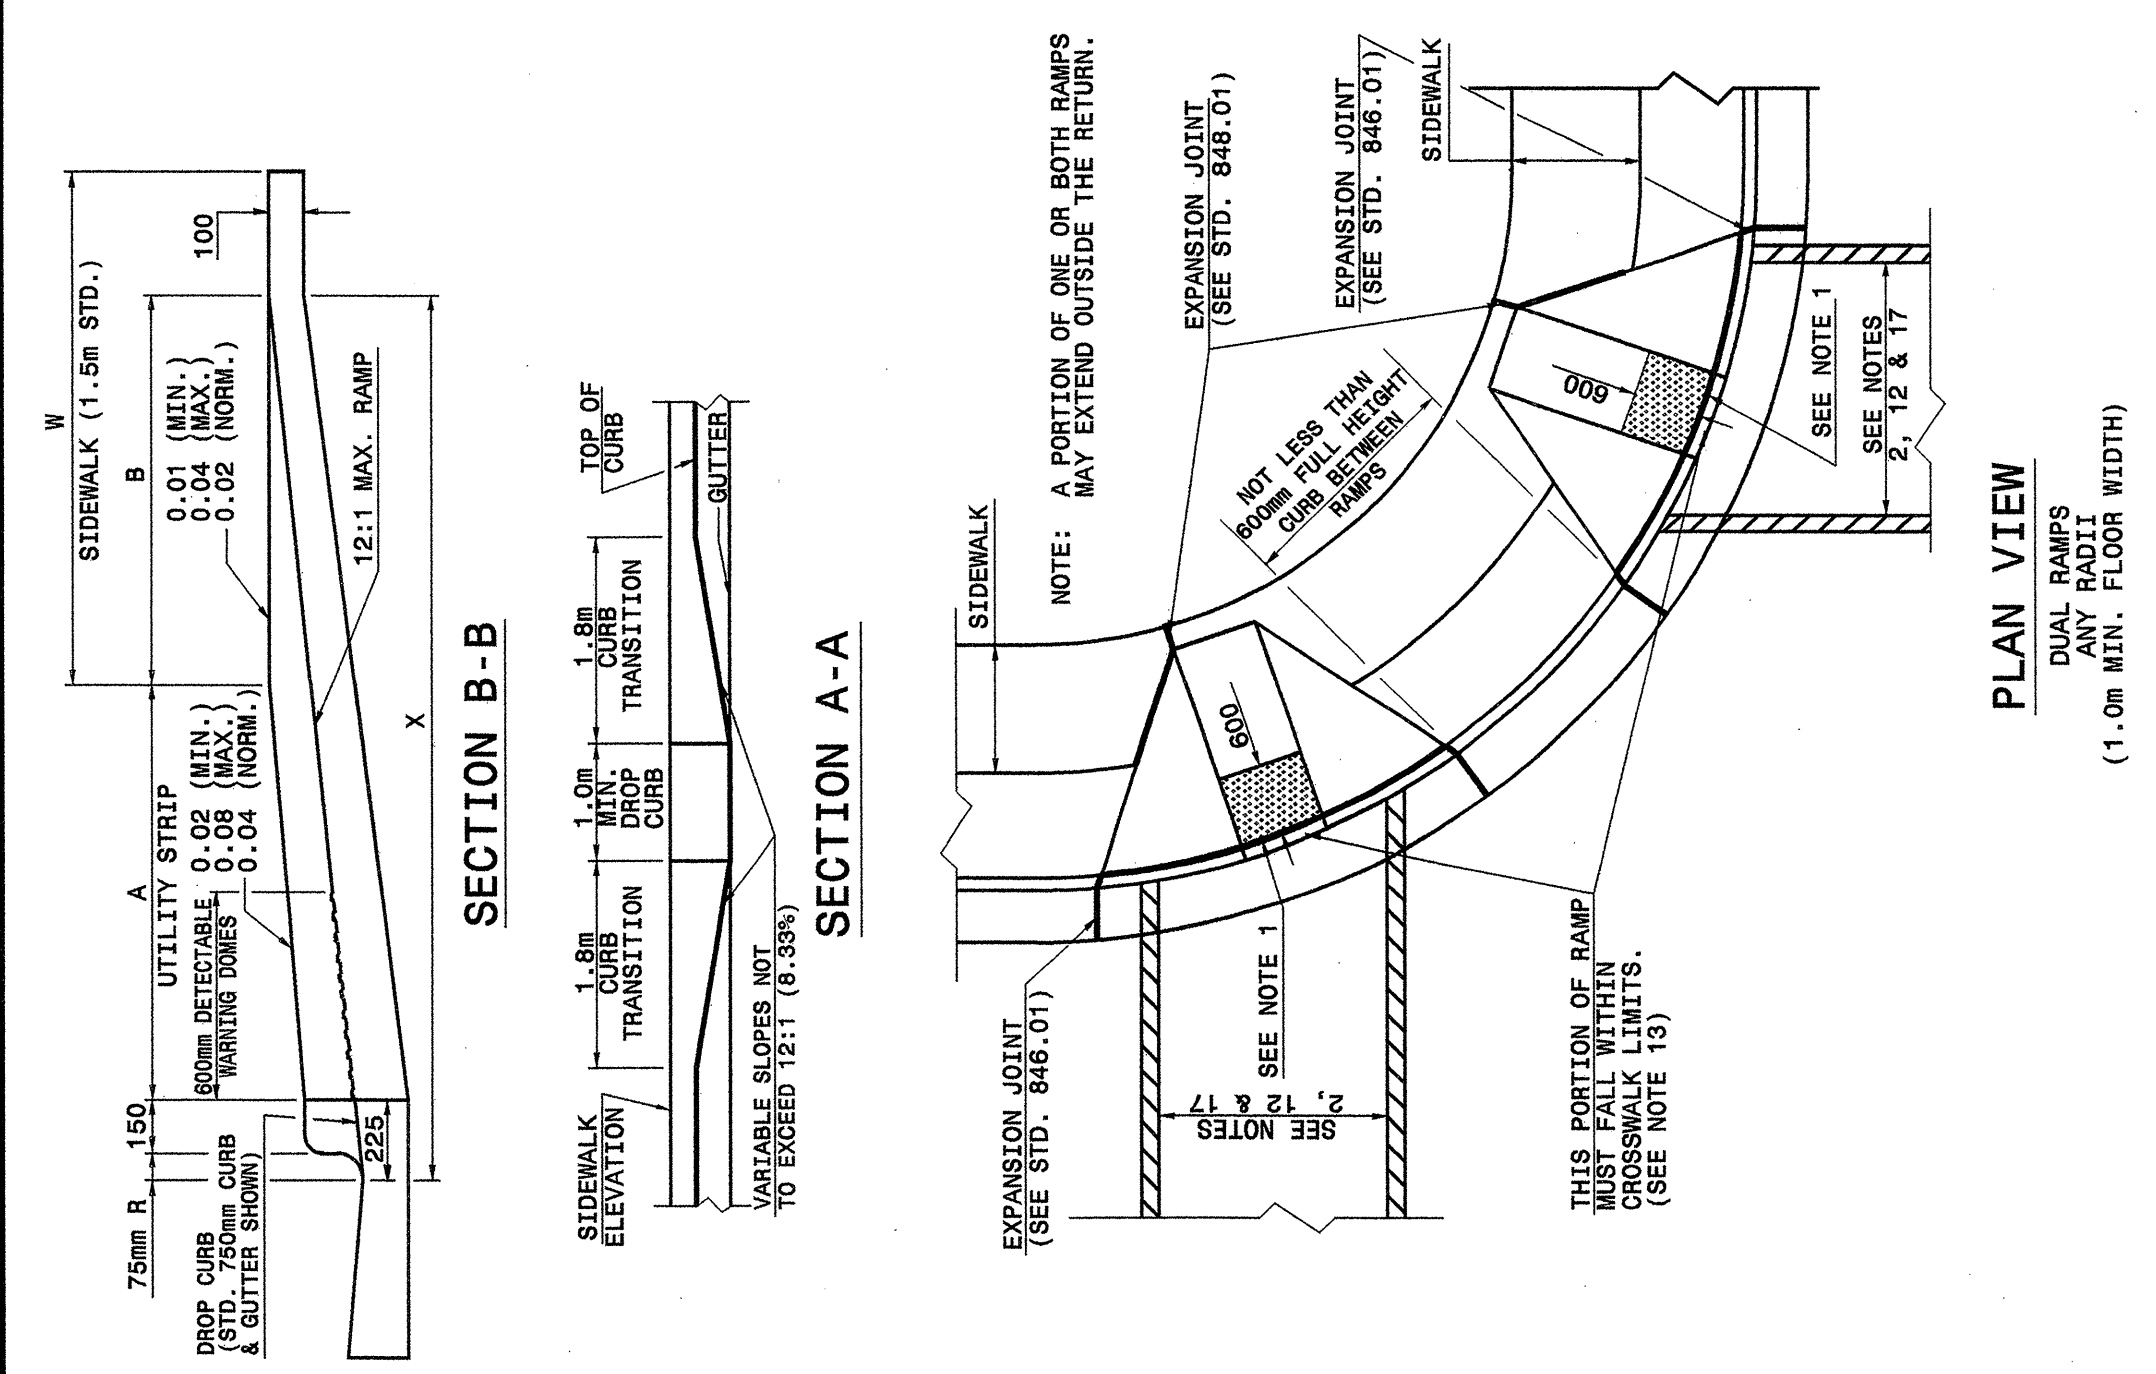 W
SIDEWALK (1.5m STD.)
100
B
0.01 (MIN.)
0.04 (MAX.)
0.02 (NORM.)
12:1 MAX. RAMP
A
UTILITY STRIP
0.02 (MIN.)
0.08 (MAX.)
0.04 (NORM.)
600mm DETECTABLE
WARNING DOMES
X
150
75mm R
225
DROP CURB
(STD. 750mm CURB
& GUTTER SHOWN)
SECTION B-B
TOP OF
CURB
GUTTER
1.8m
CURB
TRANSITION
1.0m
MIN.
DROP
CURB
1.8m
CURB
TRANSITION
SIDEWALK
ELEVATION
VARIABLE SLOPES NOT
TO EXCEED 12:1 (8.33%)
SECTION A-A
NOTE: A PORTION OF ONE OR BOTH RAMPS
MAY EXTEND OUTSIDE THE RETURN.
SIDEWALK
EXPANSION JOINT
(SEE STD. 848.01)
EXPANSION JOINT
(SEE STD. 846.01)
SIDEWALK
NOT LESS THAN
600mm FULL HEIGHT
CURB BETWEEN
RAMPS
600
600
SEE NOTE 1
SEE NOTES
2, 12 & 17
EXPANSION JOINT
(SEE STD. 846.01)
SEE NOTE 1
SEE NOTES
2, 12 & 17
THIS PORTION OF RAMP
MUST FALL WITHIN
CROSSWALK LIMITS.
(SEE NOTE 13)
PLAN VIEW
DUAL RAMPS
ANY RADII
(1.0m MIN. FLOOR WIDTH)